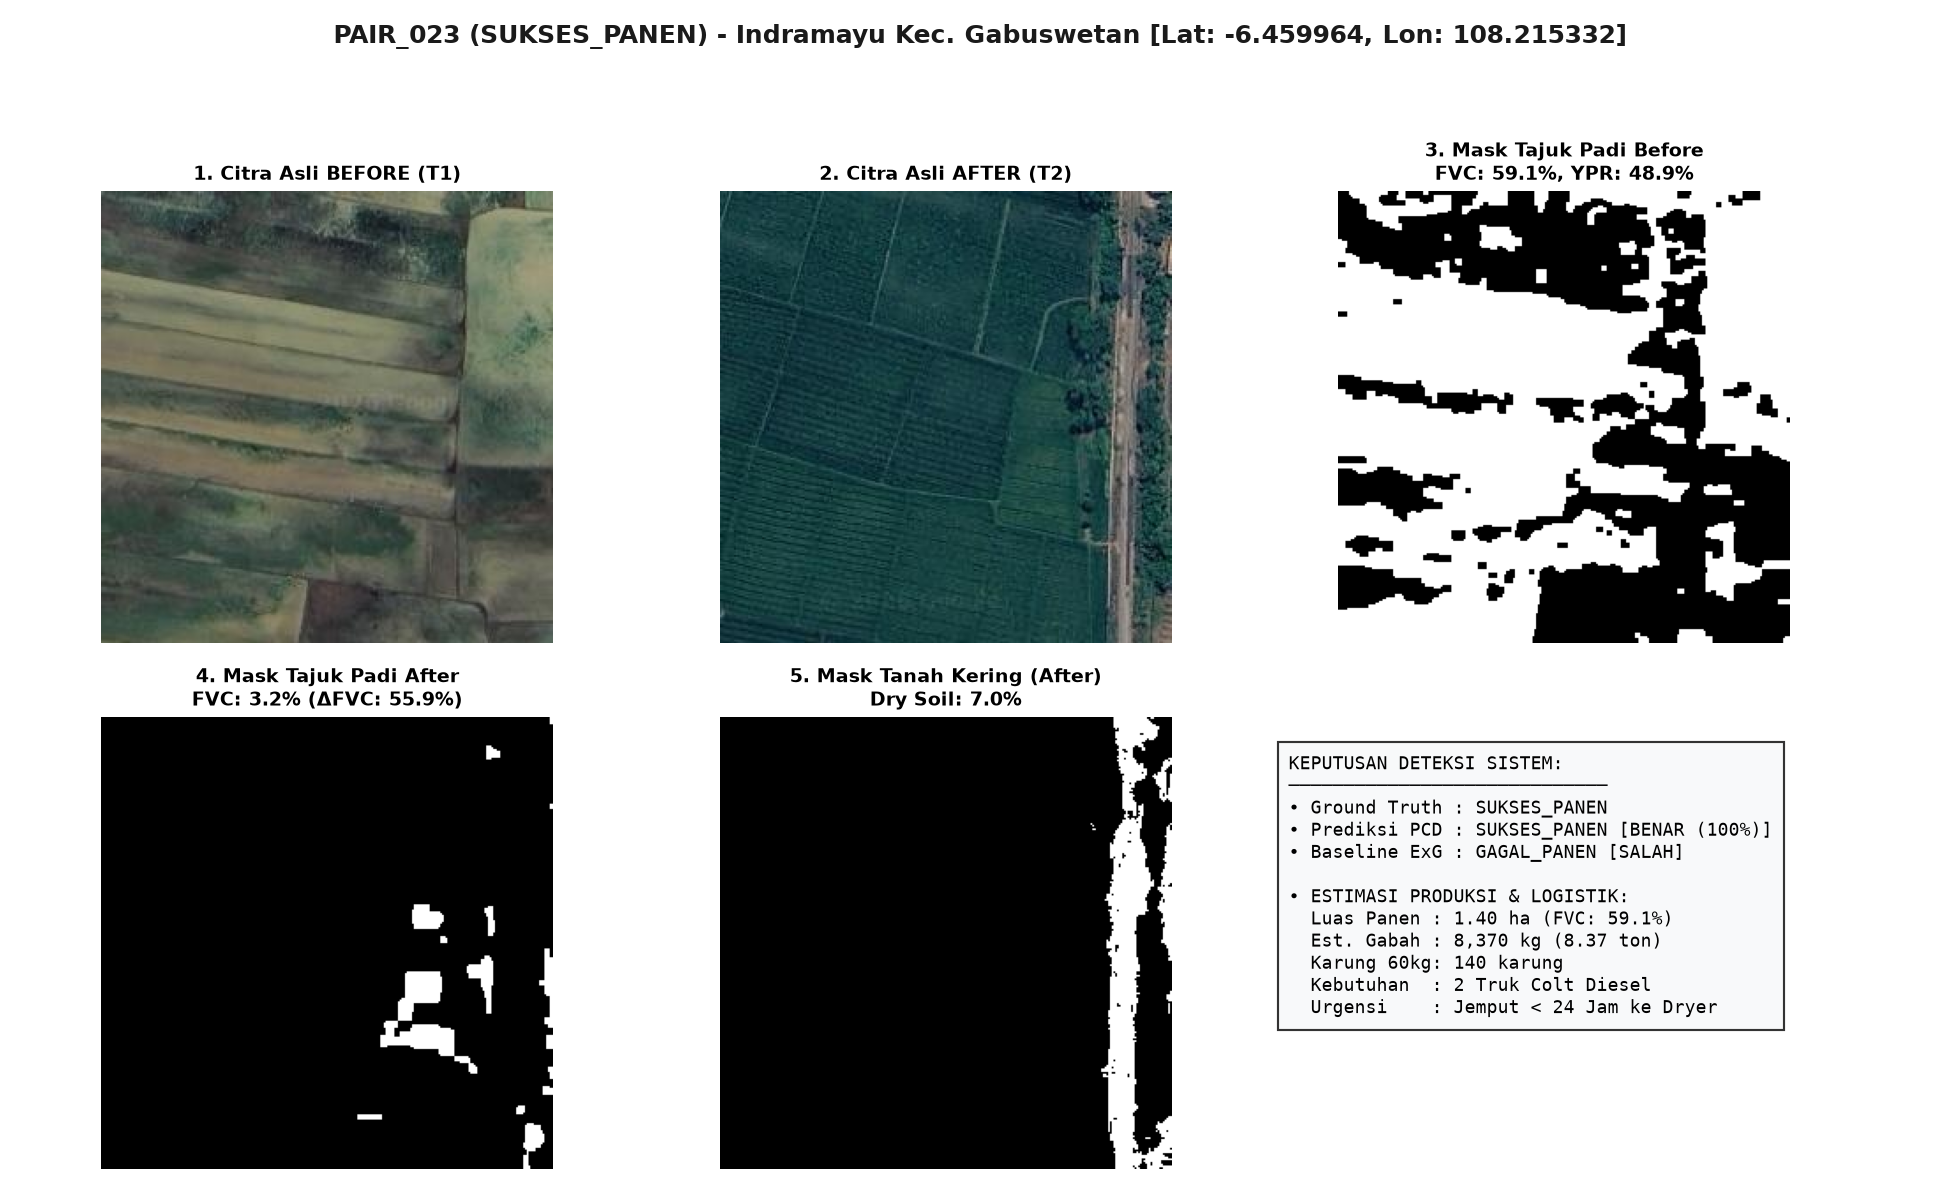 PAIR_023 (SUKSES_PANEN) - Indramayu Kec. Gabuswetan [Lat: -6.459964, Lon: 108.215332]
1. Citra Asli BEFORE (T1)
2. Citra Asli AFTER (T2)
3. Mask Tajuk Padi Before
FVC: 59.1%, YPR: 48.9%
4. Mask Tajuk Padi After
FVC: 3.2% (ΔFVC: 55.9%)
5. Mask Tanah Kering (After)
Dry Soil: 7.0%
KEPUTUSAN DETEKSI SISTEM:
• Ground Truth : SUKSES_PANEN
• Prediksi PCD : SUKSES_PANEN [BENAR (100%)]
• Baseline ExG : GAGAL_PANEN [SALAH]
• ESTIMASI PRODUKSI & LOGISTIK:
Luas Panen : 1.40 ha (FVC: 59.1%)
Est. Gabah : 8,370 kg (8.37 ton)
Karung 60kg: 140 karung
Kebutuhan  : 2 Truk Colt Diesel
Urgensi    : Jemput < 24 Jam ke Dryer